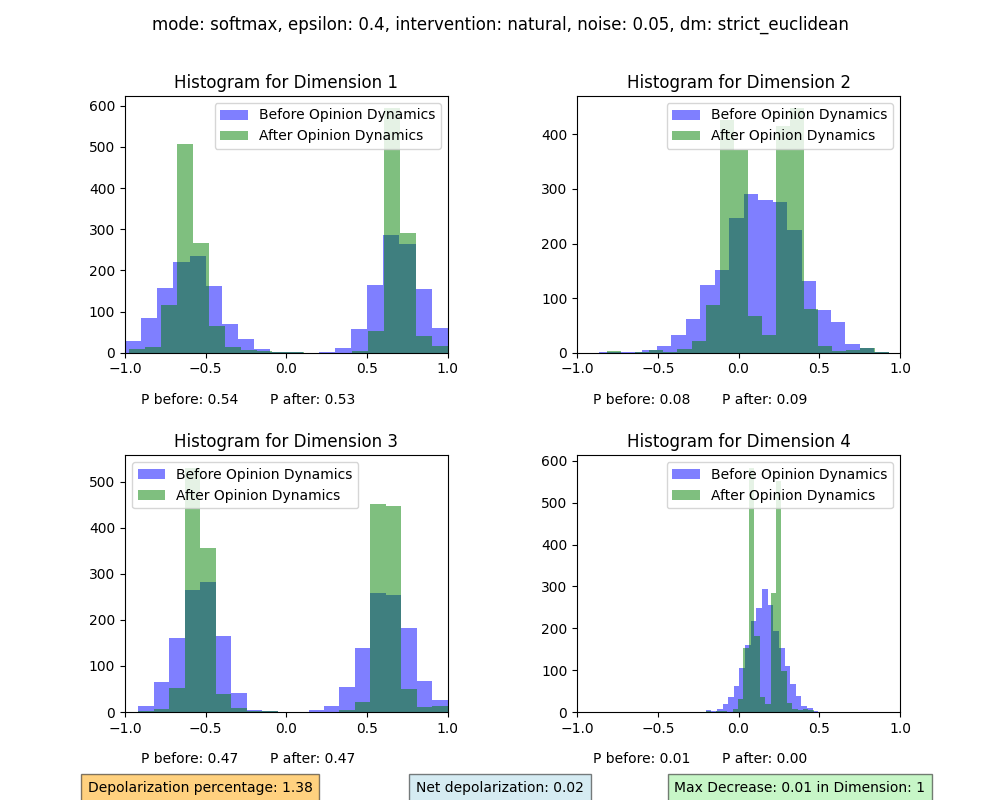 mode: softmax, epsilon: 0.4, intervention: natural, noise: 0.05, dm: strict_euclidean
Histogram for Dimension 1
Before Opinion Dynamics
After Opinion Dynamics
600
500
400
300
200
100
0
−1.0 −0.5 0.0 0.5 1.0
P before: 0.54 P after: 0.53
Histogram for Dimension 2
Before Opinion Dynamics
After Opinion Dynamics
400
300
200
100
0
−1.0 −0.5 0.0 0.5 1.0
P before: 0.08 P after: 0.09
Histogram for Dimension 3
Before Opinion Dynamics
After Opinion Dynamics
500
400
300
200
100
0
−1.0 −0.5 0.0 0.5 1.0
P before: 0.47 P after: 0.47
Histogram for Dimension 4
Before Opinion Dynamics
After Opinion Dynamics
600
500
400
300
200
100
0
−1.0 −0.5 0.0 0.5 1.0
P before: 0.01 P after: 0.00
Depolarization percentage: 1.38
Net depolarization: 0.02
Max Decrease: 0.01 in Dimension: 1